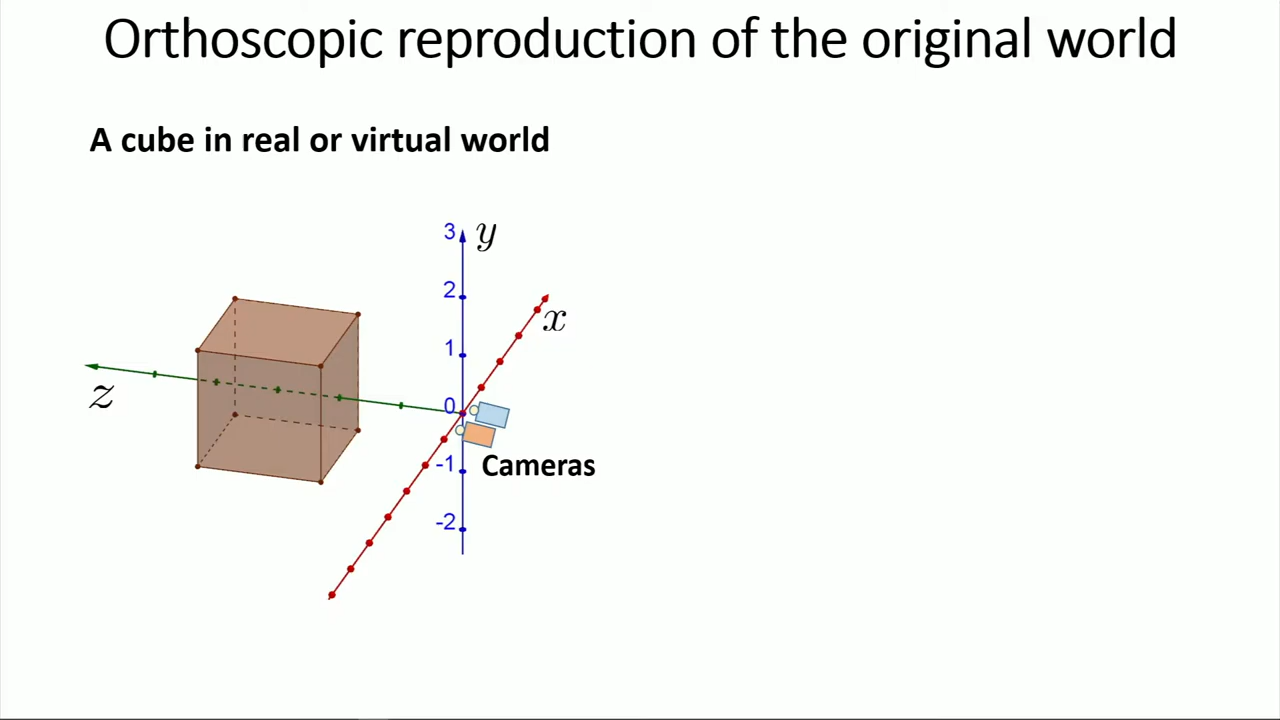 Orthoscopic reproduction of the original world
A cube in real or virtual world
3
y
2
x
1
z
0
-1
Cameras
-2